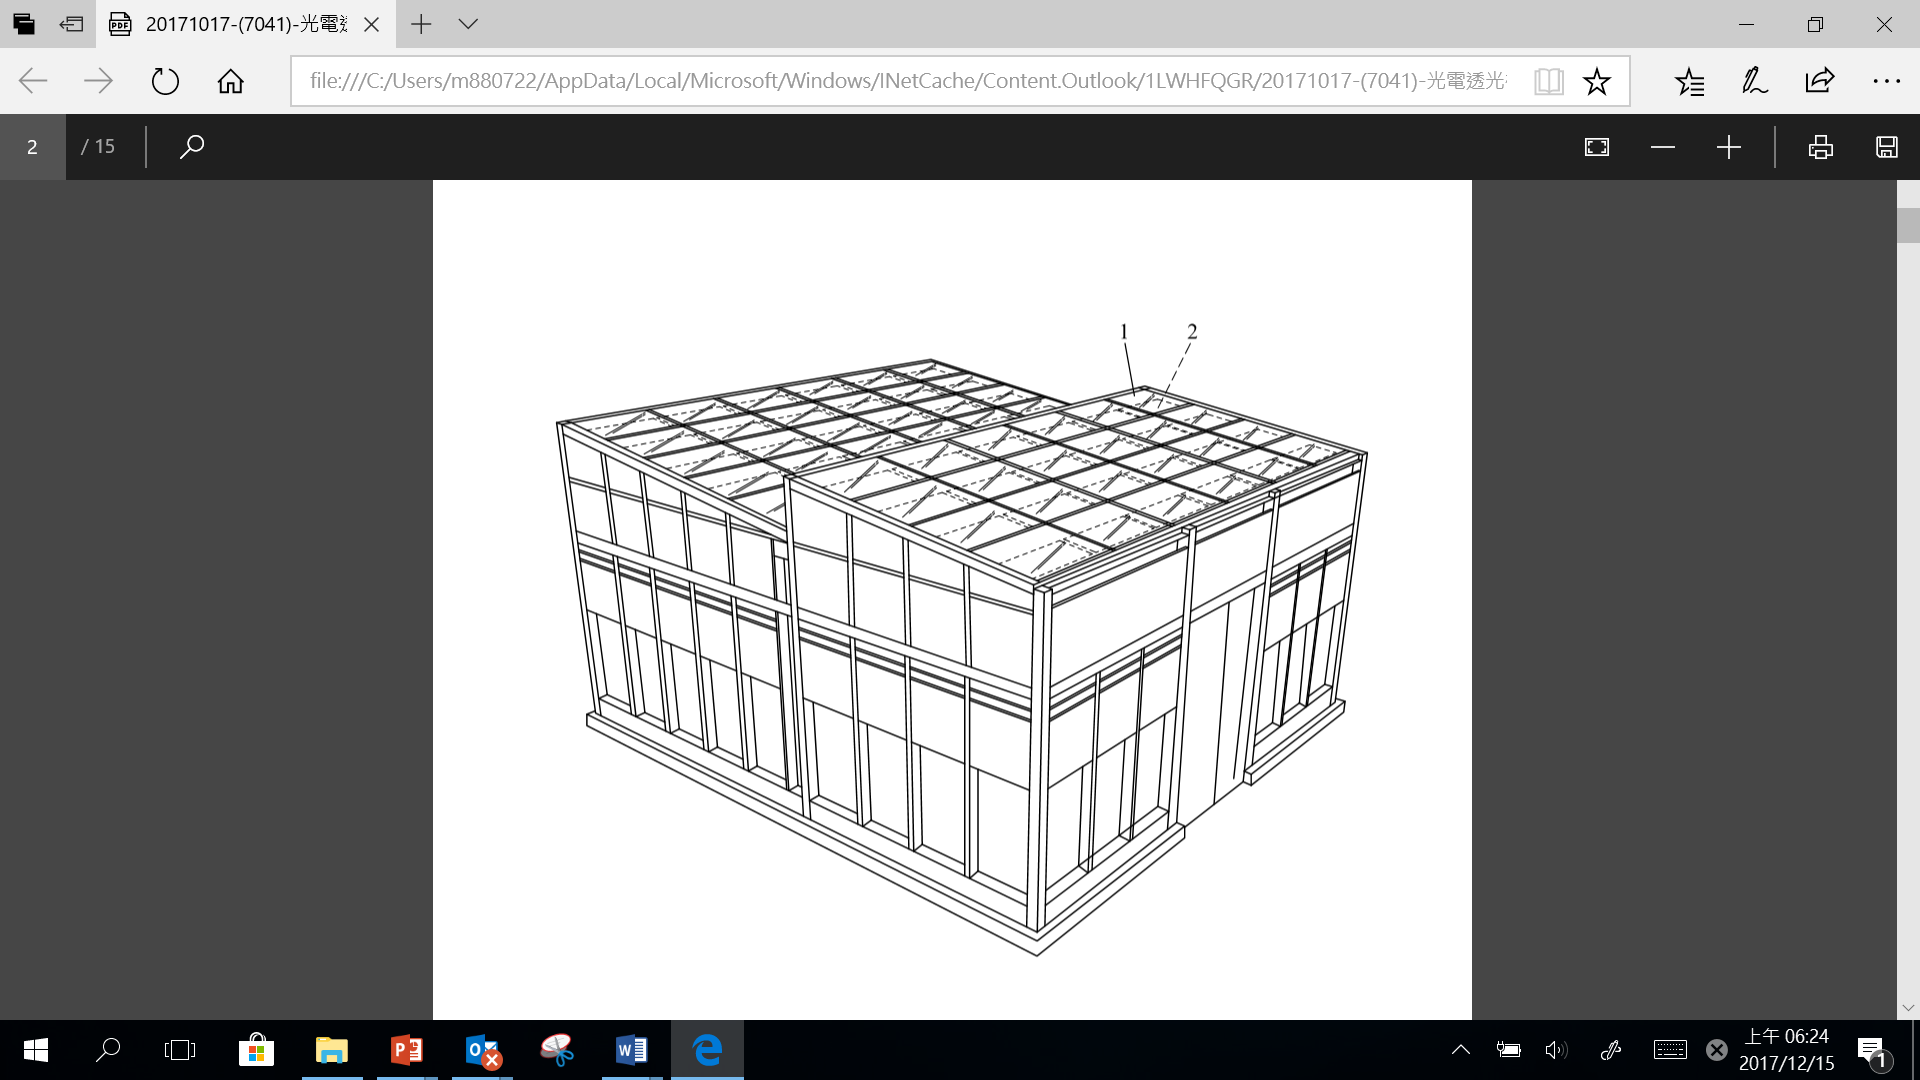 20171017-(7041)-光電透
file:///C:/Users/m880722/AppData/Local/Microsoft/Windows/INetCache/Content.Outlook/1LWHFQGR/20171017-(7041)-光電透光
2 / 15
1 2
上午 06:24
2017/12/15
1